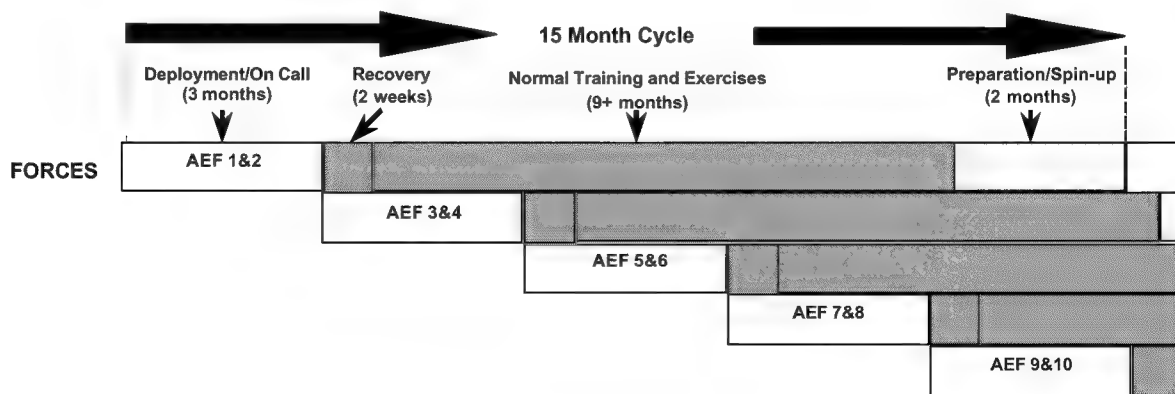 15 Month Cycle
Deployment/On Call
(3 months)
Recovery
(2 weeks)
Normal Training and Exercises
(9+ months)
Preparation/Spin-up
(2 months)
FORCES
AEF 1&2
AEF 3&4
AEF 5&6
AEF 7&8
AEF 9&10